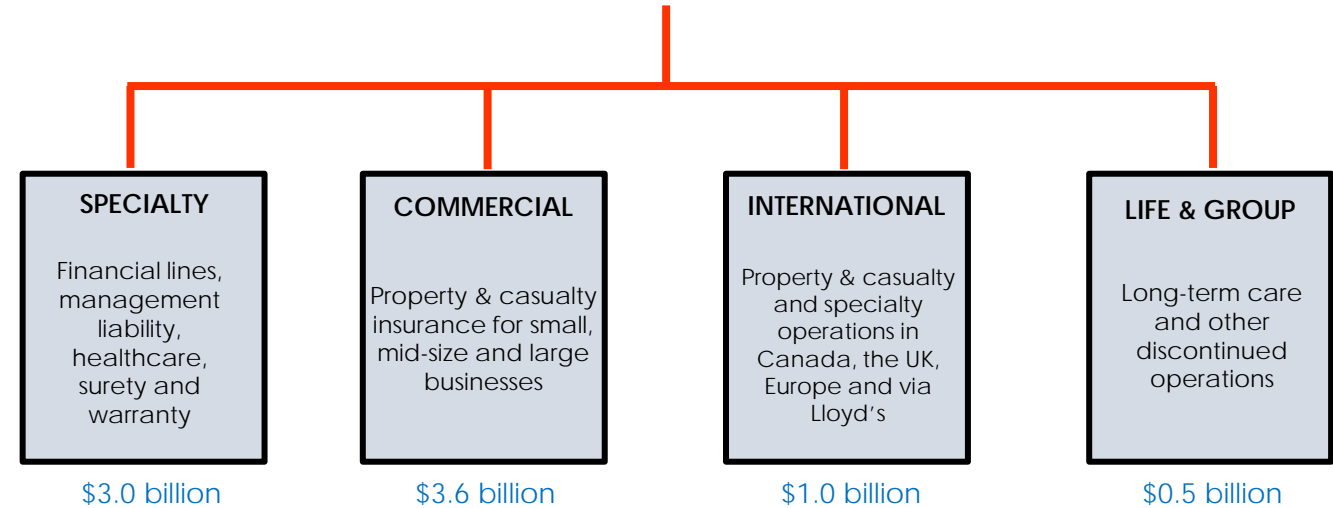 SPECIALTY
Financial lines,
management
liability,
healthcare,
surety and
warranty
$3.0 billion
COMMERCIAL
Property & casualty
insurance for small,
mid-size and large
businesses
$3.6 billion
INTERNATIONAL
Property & casualty
and specialty
operations in
Canada, the UK,
Europe and via
Lloyd's
$1.0 billion
LIFE & GROUP
Long-term care
and other
discontinued
operations
$0.5 billion